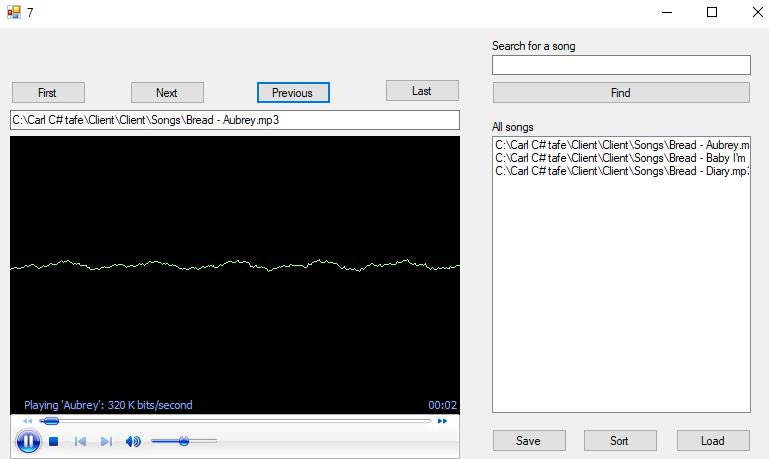 7
Search for a song
First
Next
Previous
Last
Find
C:\Carl C# tafe\Client\Client\Songs\Bread - Aubrey.mp3
All songs
C:\Carl C# tafe\Client\Client\Songs\Bread - Aubrey.m
C:\Carl C# tafe\Client\Client\Songs\Bread - Baby I'm
C:\Carl C# tafe\Client\Client\Songs\Bread - Diary.mp3
Playing 'Aubrey': 320 K bits/second
00:02
Save
Sort
Load